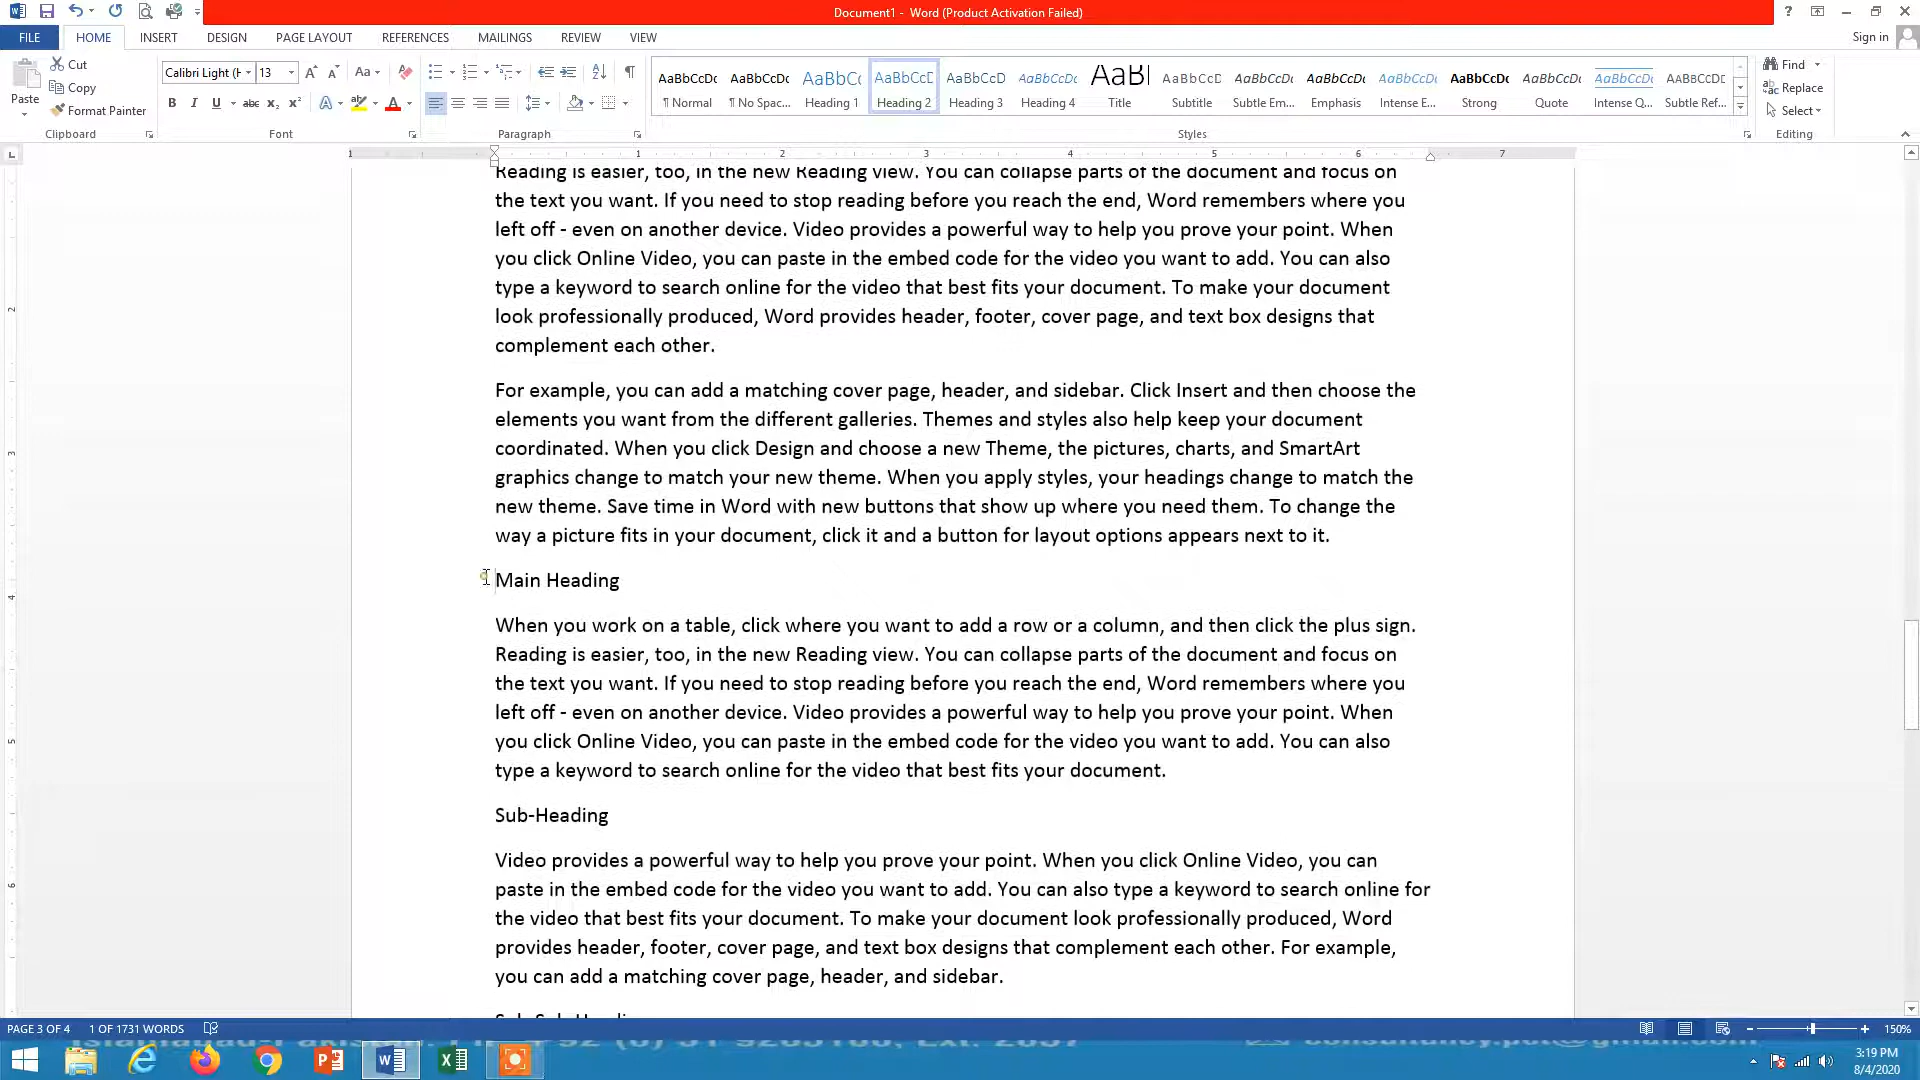 Document1 - Word (Product Activation Failed)
FILE HOME INSERT DESIGN PAGE LAYOUT REFERENCES MAILINGS REVIEW VIEW Sign in
Paste Cut Copy Format Painter Clipboard
Calibri Light (H 13 Font
Paragraph
AaBbCcDc AaBbCcDc AaBbCc AaBbCcD AaBbCcD AaBbCcDc AaBl AaBbCcD AaBbCcDc AaBbCcDc AaBbCcDc AaBbCcDc AaBbCcDc AaBbCcDc AABBCCDD
¶ Normal ¶ No Spac... Heading 1 Heading 2 Heading 3 Heading 4 Title Subtitle Subtle Em... Emphasis Intense E... Strong Quote Intense Q... Subtle Ref...
Styles
Find Replace Select Editing
1 1 2 3 4 5 6 7
Reading is easier, too, in the new Reading view. You can collapse parts of the document and focus on
the text you want. If you need to stop reading before you reach the end, Word remembers where you
left off - even on another device. Video provides a powerful way to help you prove your point. When
you click Online Video, you can paste in the embed code for the video you want to add. You can also
type a keyword to search online for the video that best fits your document. To make your document
look professionally produced, Word provides header, footer, cover page, and text box designs that
complement each other.
For example, you can add a matching cover page, header, and sidebar. Click Insert and then choose the
elements you want from the different galleries. Themes and styles also help keep your document
coordinated. When you click Design and choose a new Theme, the pictures, charts, and SmartArt
graphics change to match your new theme. When you apply styles, your headings change to match the
new theme. Save time in Word with new buttons that show up where you need them. To change the
way a picture fits in your document, click it and a button for layout options appears next to it.
Main Heading
When you work on a table, click where you want to add a row or a column, and then click the plus sign.
Reading is easier, too, in the new Reading view. You can collapse parts of the document and focus on
the text you want. If you need to stop reading before you reach the end, Word remembers where you
left off - even on another device. Video provides a powerful way to help you prove your point. When
you click Online Video, you can paste in the embed code for the video you want to add. You can also
type a keyword to search online for the video that best fits your document.
Sub-Heading
Video provides a powerful way to help you prove your point. When you click Online Video, you can
paste in the embed code for the video you want to add. You can also type a keyword to search online for
the video that best fits your document. To make your document look professionally produced, Word
provides header, footer, cover page, and text box designs that complement each other. For example,
you can add a matching cover page, header, and sidebar.
PAGE 3 OF 4 1 OF 1731 WORDS 150%
3:19 PM
8/4/2020